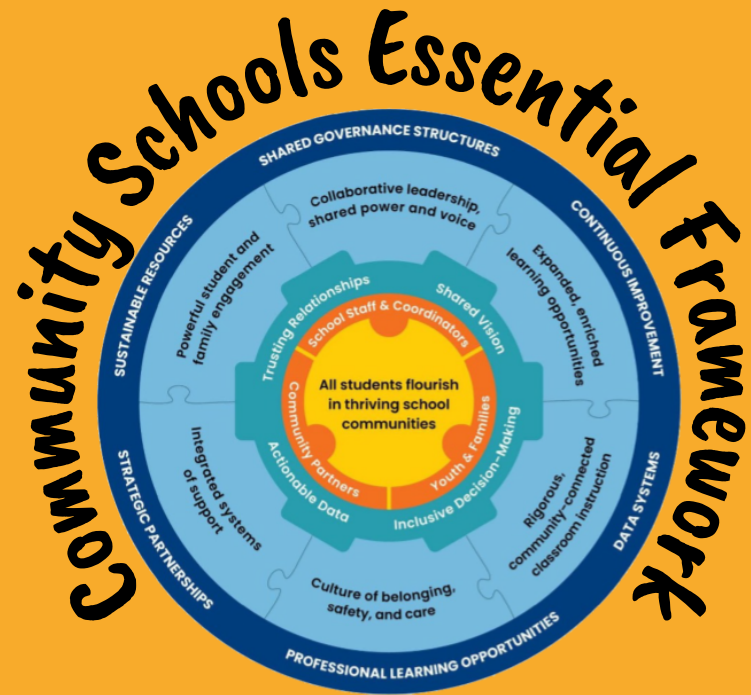 Community Schools Essential Framework
SHARED GOVERNANCE STRUCTURES
CONTINUOUS IMPROVEMENT
DATA SYSTEMS
PROFESSIONAL LEARNING OPPORTUNITIES
STRATEGIC PARTNERSHIPS
SUSTAINABLE RESOURCES
Collaborative leadership,
shared power and voice
Expanded, enriched
learning opportunities
Rigorous,
community-connected
classroom instruction
Culture of belonging,
safety, and care
Integrated systems
of support
Powerful student and
family engagement
Trusting Relationships
Shared Vision
Inclusive Decision-Making
Actionable Data
School Staff & Coordinators
Youth & Families
Community Partners
All students flourish
in thriving school
communities